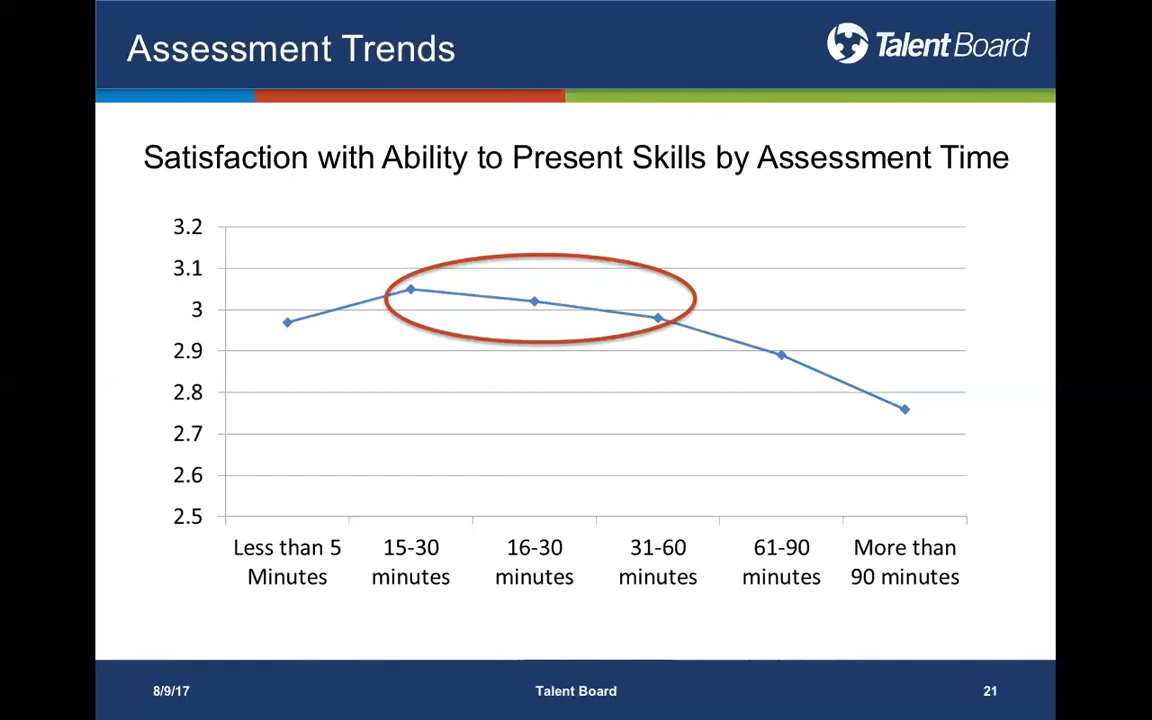 Assessment Trends
Talent Board
Satisfaction with Ability to Present Skills by Assessment Time
3.2
3.1
3
2.9
2.8
2.7
2.6
2.5
Less than 5 Minutes
15-30 minutes
16-30 minutes
31-60 minutes
61-90 minutes
More than 90 minutes
8/9/17
Talent Board
21